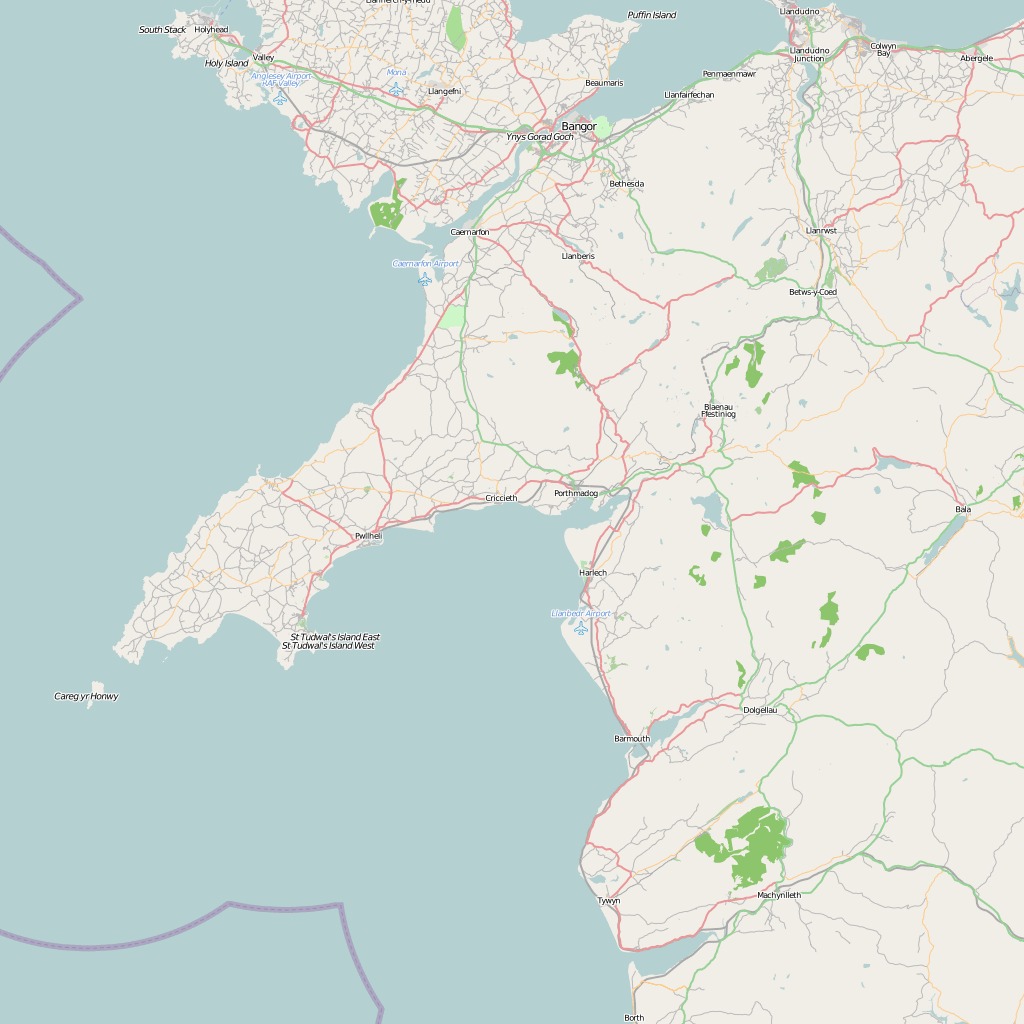 Llannerch-y-medd
Puffin Island
Llandudno
South Stack
Holyhead
Colwyn
Bay
Llandudno
Junction
Abergele
Valley
Holy Island
Anglesey Airport
RAF Valley
Mona
Llangefni
Beaumaris
Penmaenmawr
Llanfairfechan
Bangor
Ynys Gorad Goch
Bethesda
Caernarfon
Llanrwst
Llanberis
Caernarfon Airport
Betws-y-Coed
Blaenau
Ffestiniog
Criccieth
Porthmadog
Bala
Pwllheli
Harlech
Llanbedr Airport
St Tudwal's Island East
St Tudwal's Island West
Careg yr Honwy
Dolgellau
Barmouth
Machynlleth
Tywyn
Borth